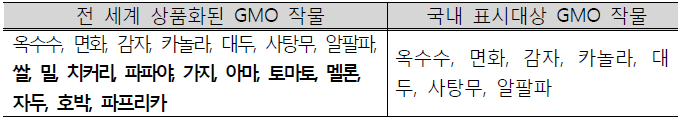 전 세계 상품화된 GMO 작물
국내 표시대상 GMO 작물
옥수수, 면화, 감자, 카놀라, 대두, 사탕무, 알팔파,
쌀, 밀, 치커리, 파파야, 가지, 아마, 토마토, 멜론,
자두, 호박, 파프리카
옥수수, 면화, 감자, 카놀라, 대
두, 사탕무, 알팔파